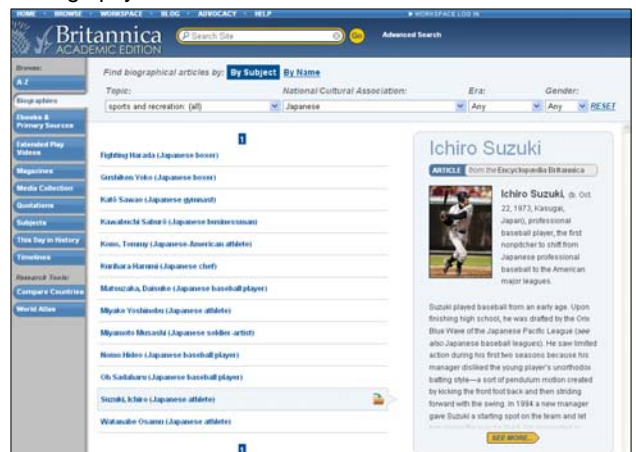 HOME BROWSE WORKSPACE BLOG ADVOCACY HELP
WORKSPACE LOG IN
Britannica
ACADEMIC EDITION
Search Site
Go
Advanced Search
Browse:
A-Z
Biographies
Ebooks &
Primary Sources
Extended Play
Videos
Magazines
Media Collection
Quotations
Subjects
This Day in History
Timelines
Research Tools:
Compare Countries
World Atlas
Find biographical articles by: By Subject By Name
Topic: National/Cultural Association: Era: Gender:
sports and recreation: (all) Japanese Any Any RESET
1
Fighting Harada (Japanese boxer)
Gushiken Yoko (Japanese boxer)
Katō Sawao (Japanese gymnast)
Kawabuchi Saburō (Japanese businessman)
Kono, Tommy (Japanese-American athlete)
Kurihara Harumi (Japanese chef)
Matsuzaka, Daisuke (Japanese baseball player)
Miyake Yoshinobu (Japanese athlete)
Miyamoto Musashi (Japanese soldier-artist)
Nomo Hideo (Japanese baseball player)
Oh Sadaharu (Japanese baseball player)
Suzuki, Ichiro (Japanese athlete)
Watanabe Osamu (Japanese athlete)
1
Ichiro Suzuki
ARTICLE from the Encyclopædia Britannica
Ichiro Suzuki, (b. Oct.
22, 1973, Kasugai,
Japan), professional
baseball player, the first
nonpitcher to shift from
Japanese professional
baseball to the American
major leagues.
Suzuki played baseball from an early age. Upon
finishing high school, he was drafted by the Orix
Blue Wave of the Japanese Pacific League (see
also Japanese baseball leagues). He saw limited
action during his first two seasons because his
manager disliked the young player's unorthodox
batting style—a sort of pendulum motion created
by kicking the front foot back and then striding
forward with the swing. In 1994 a new manager
gave Suzuki a starting spot on the team and let
SEE MORE...